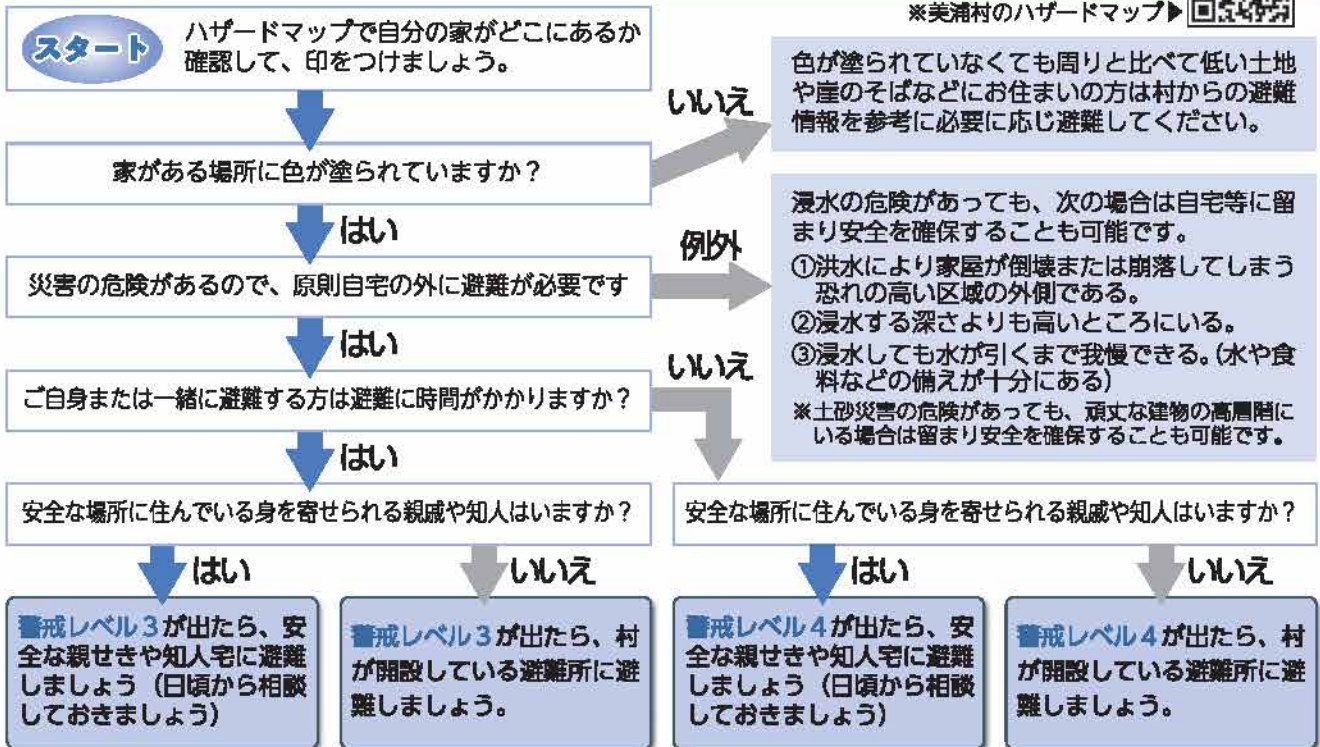 ※美浦村のハザードマップ▶
スタート
ハザードマップで自分の家がどこにあるか
確認して、印をつけましょう。
いいえ
色が塗られていなくても周りと比べて低い土地
や崖のそばなどにお住まいの方は村からの避難
情報を参考に必要に応じ避難してください。
家がある場所に色が塗られていますか？
はい
例外
浸水の危険があっても、次の場合は自宅等に留
まり安全を確保することも可能です。
①洪水により家屋が倒壊または崩落してしまう
恐れの高い区域の外側である。
②浸水する深さよりも高いところにいる。
③浸水しても水が引くまで我慢できる。(水や食
料などの備えが十分にある)
※土砂災害の危険があっても、頑丈な建物の高層階に
いる場合は留まり安全を確保することも可能です。
災害の危険があるので、原則自宅の外に避難が必要です
はい
いいえ
ご自身または一緒に避難する方は避難に時間がかかりますか？
はい
安全な場所に住んでいる身を寄せられる親戚や知人はいますか？
安全な場所に住んでいる身を寄せられる親戚や知人はいますか？
はい
いいえ
はい
いいえ
警戒レベル３が出たら、安
全な親せきや知人宅に避難
しましょう（日頃から相談
しておきましょう）
警戒レベル３が出たら、村
が開設している避難所に避
難しましょう。
警戒レベル４が出たら、安
全な親せきや知人宅に避難
しましょう（日頃から相談
しておきましょう）
警戒レベル４が出たら、村
が開設している避難所に避
難しましょう。